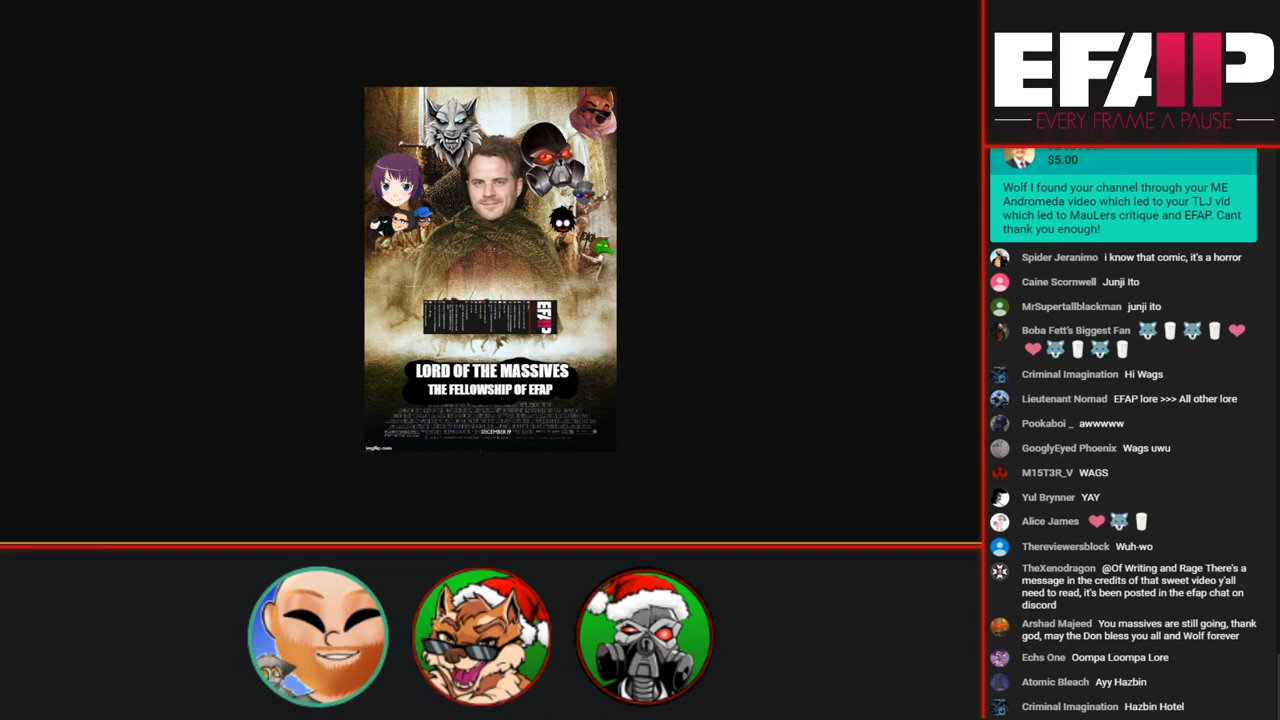 LORD OF THE MASSIVES
THE FELLOWSHIP OF EFAP
DECEMBER 19
imgflip.com
EFAP
EVERY FRAME A PAUSE
$5.00
Wolf I found your channel through your ME
Andromeda video which led to your TLJ vid
which led to MauLers critique and EFAP. Cant
thank you enough!
Spider Jeranimo i know that comic, it's a horror
Caine Scornwell Junji Ito
MrSupertallblackman junji ito
Boba Fett's Biggest Fan
Criminal Imagination Hi Wags
Lieutenant Nomad EFAP lore >>> All other lore
Pookaboi _ awwwww
GooglyEyed Phoenix Wags uwu
M15T3R_V WAGS
Yul Brynner YAY
Alice James
Thereviewersblock Wuh-wo
TheXenodragon @Of Writing and Rage There's a
message in the credits of that sweet video y'all
need to read, it's been posted in the efap chat on
discord
Arshad Majeed You massives are still going, thank
god, may the Don bless you all and Wolf forever
Echs One Oompa Loompa Lore
Atomic Bleach Ayy Hazbin
Criminal Imagination Hazbin Hotel